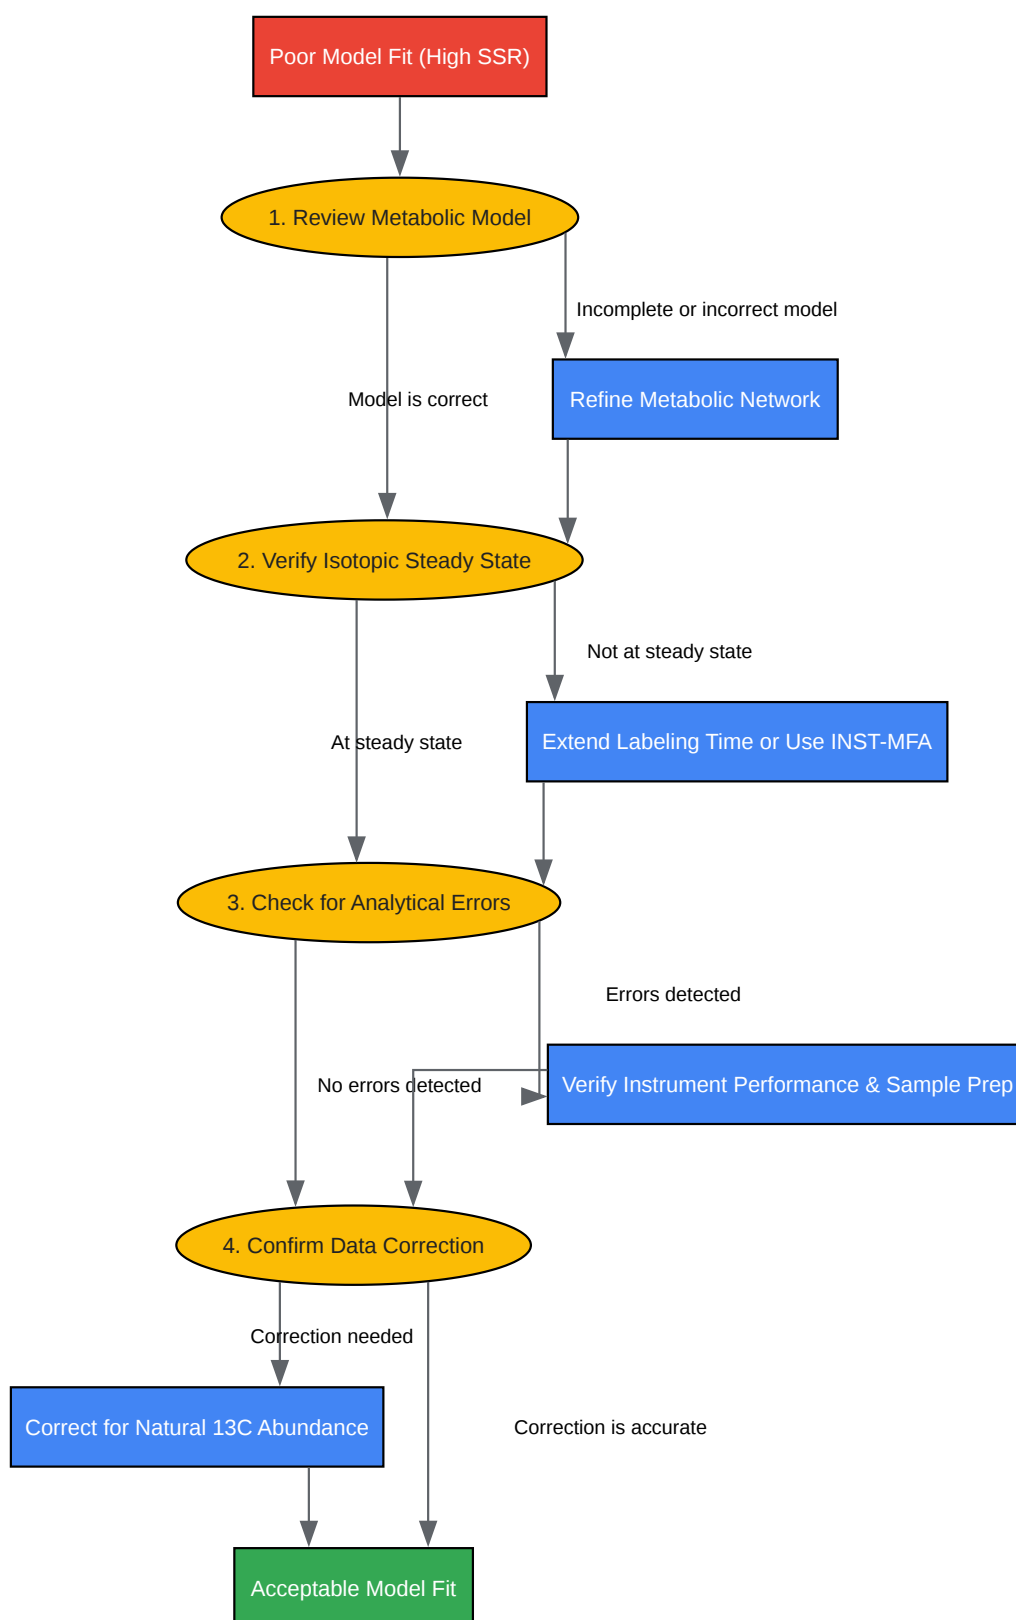 Poor Model Fit (High SSR)
1. Review Metabolic Model
Incomplete or incorrect model
Model is correct
Refine Metabolic Network
2. Verify Isotopic Steady State
Not at steady state
At steady state
Extend Labeling Time or Use INST-MFA
3. Check for Analytical Errors
Errors detected
No errors detected
Verify Instrument Performance & Sample Prep
4. Confirm Data Correction
Correction needed
Correct for Natural 13C Abundance
Correction is accurate
Acceptable Model Fit